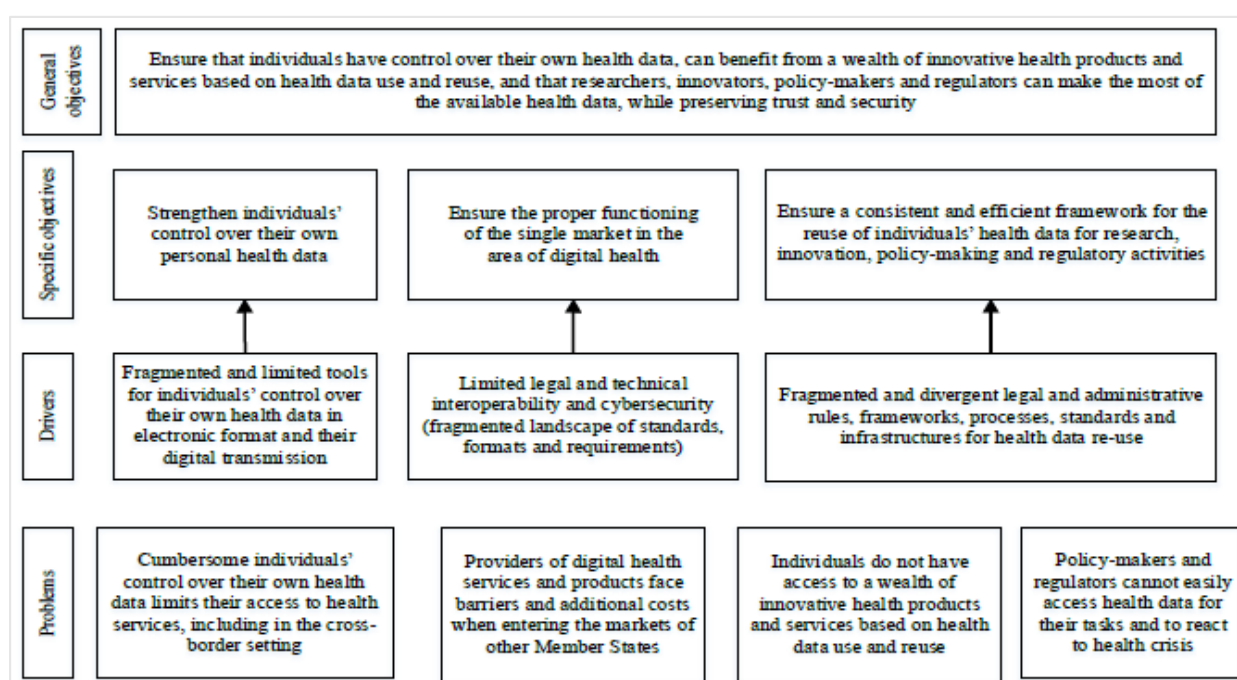 General
objectives
Ensure that individuals have control over their own health data, can benefit from a wealth of innovative health products and
services based on health data use and reuse, and that researchers, innovators, policy-makers and regulators can make the most
of the available health data, while preserving trust and security
Specific objectives
Strengthen individuals’
control over their own
personal health data
Ensure the proper functioning
of the single market in the
area of digital health
Ensure a consistent and efficient framework for the
reuse of individuals’ health data for research,
innovation, policy-making and regulatory activities
Drivers
Fragmented and limited tools
for individuals’ control over
their own health data in
electronic format and their
digital transmission
Limited legal and technical
interoperability and cybersecurity
(fragmented landscape of standards,
formats and requirements)
Fragmented and divergent legal and administrative
rules, frameworks, processes, standards and
infrastructures for health data re-use
Problems
Cumbersome individuals’
control over their own health
data limits their access to health
services, including in the cross-
border setting
Providers of digital health
services and products face
barriers and additional costs
when entering the markets of
other Member States
Individuals do not have
access to a wealth of
innovative health products
and services based on health
data use and reuse
Policy-makers and
regulators cannot easily
access health data for
their tasks and to react
to health crisis